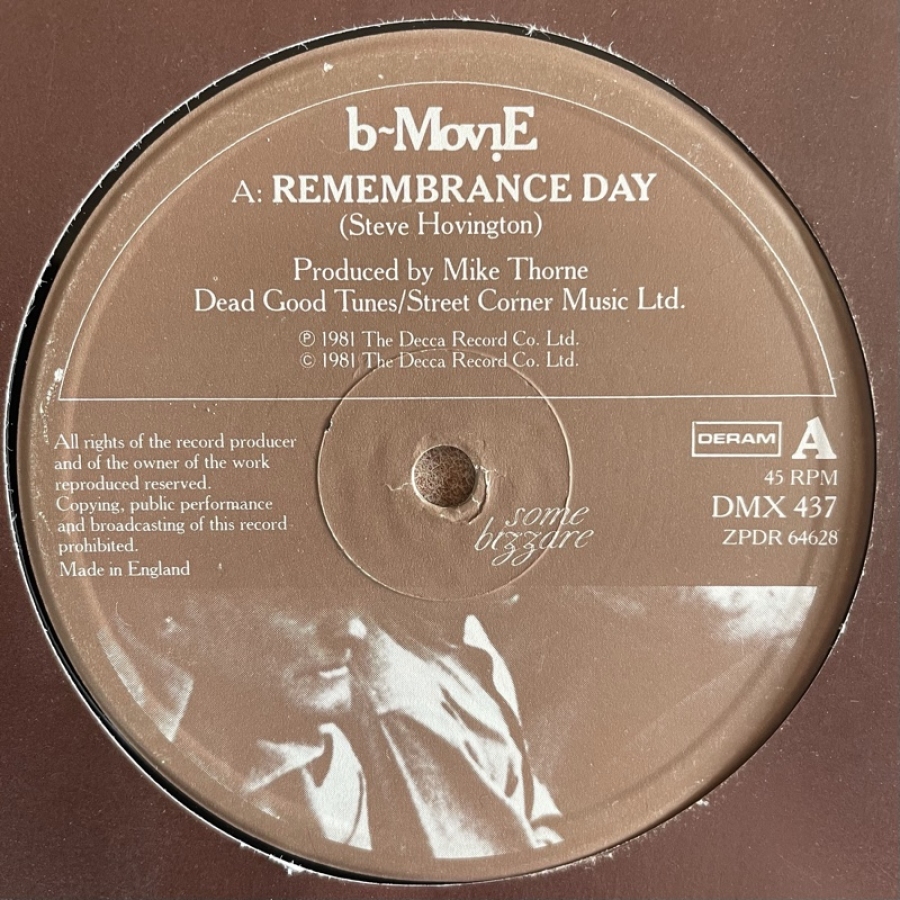 b~MoviE
A: REMEMBRANCE DAY
(Steve Hovington)
Produced by Mike Thorne
Dead Good Tunes/Street Corner Music Ltd.
℗ 1981 The Decca Record Co. Ltd.
© 1981 The Decca Record Co. Ltd.
All rights of the record producer
and of the owner of the work
reproduced reserved.
Copying, public performance
and broadcasting of this record
prohibited.
Made in England
DERAM A
45 RPM
DMX 437
ZPDR 64628
some
bizzare